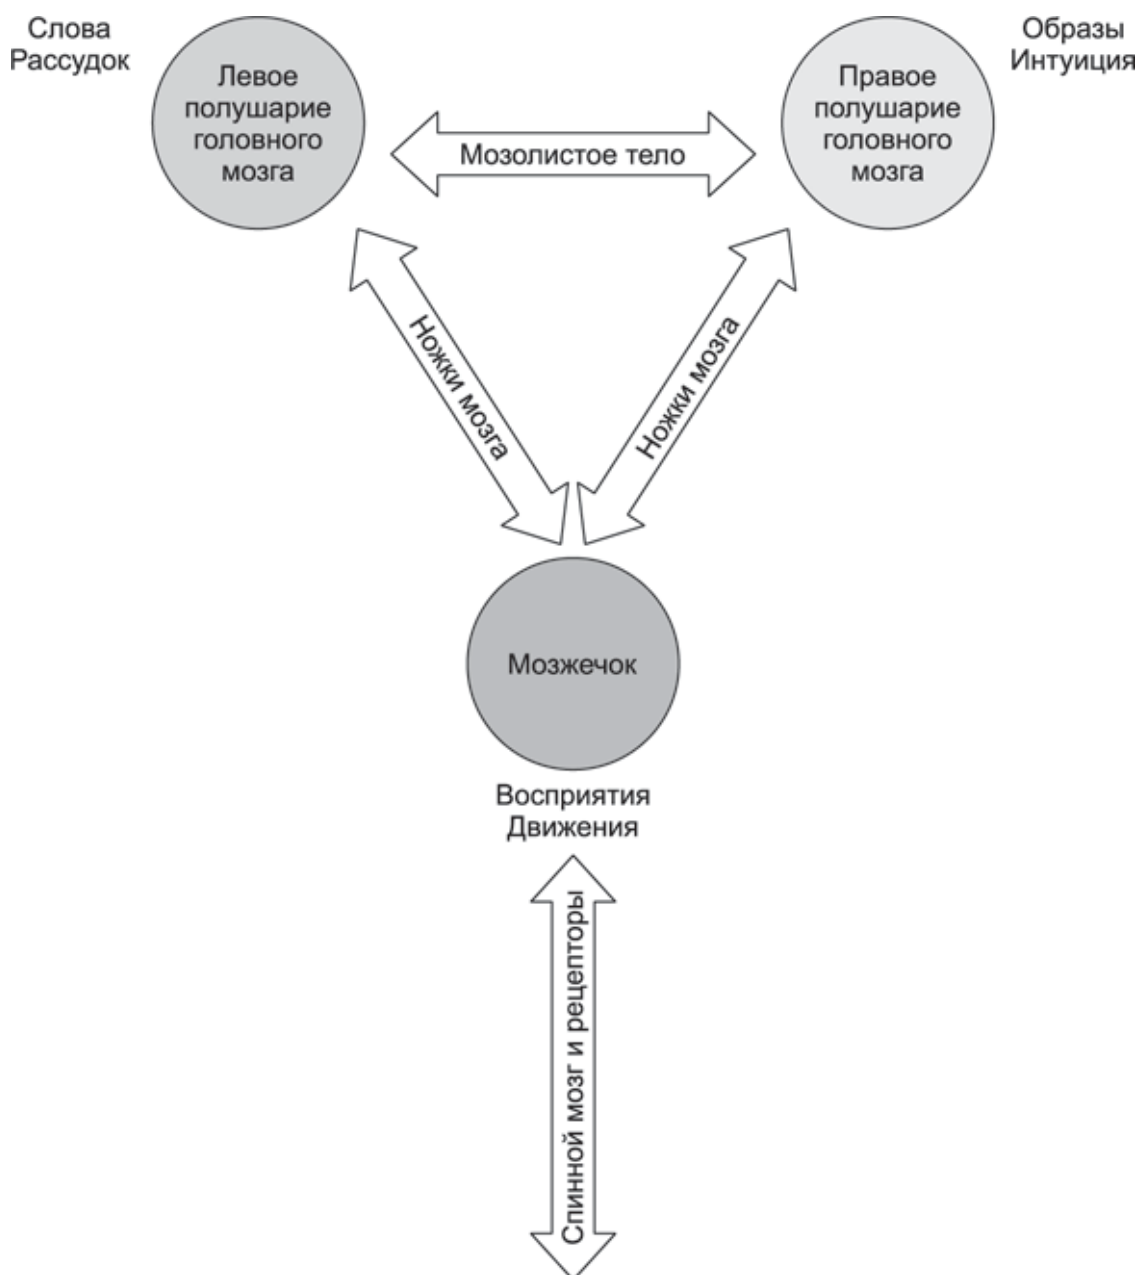 Слова
Рассудок
Левое
полушарие
головного
мозга
Мозолистое тело
Правое
полушарие
головного
мозга
Образы
Интуиция
Ножки мозга
Ножки мозга
Мозжечок
Восприятия
Движения
Спинной мозг и рецепторы